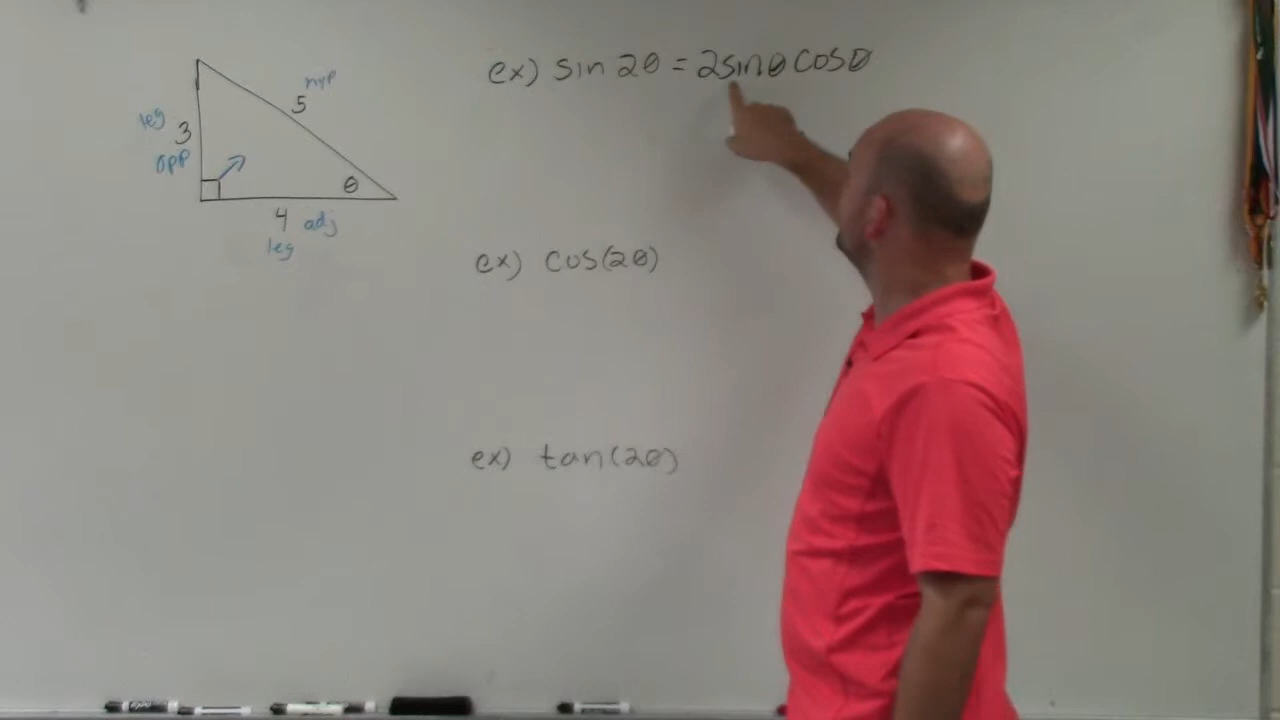 hyp
5
leg
3
opp
θ
4 adj
leg
ex) sin 2θ = 2sinθ cosθ
ex) cos(2θ)
ex) tan(2θ)